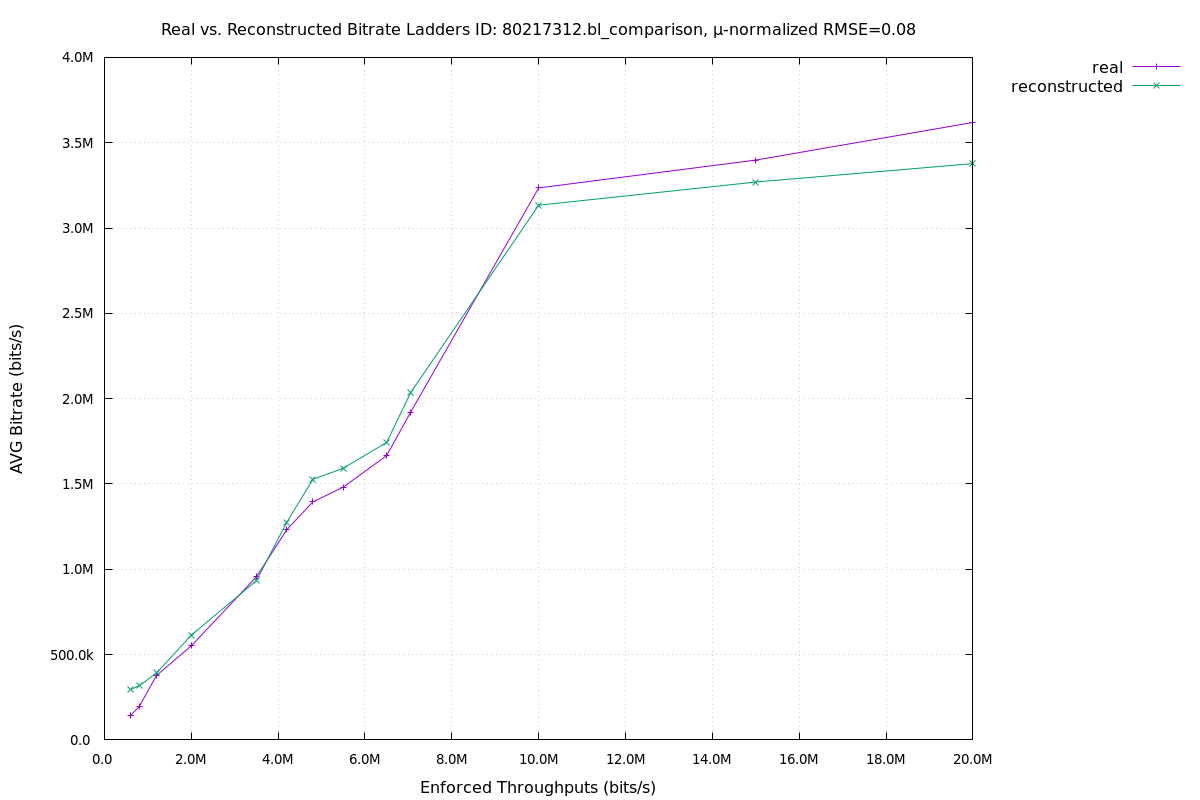 Real vs. Reconstructed Bitrate Ladders ID: 80217312.bl_comparison, μ-normalized RMSE=0.08
real
reconstructed
4.0M
3.5M
3.0M
2.5M
2.0M
1.5M
1.0M
500.0k
0.0
AVG Bitrate (bits/s)
0.0 2.0M 4.0M 6.0M 8.0M 10.0M 12.0M 14.0M 16.0M 18.0M 20.0M
Enforced Throughputs (bits/s)